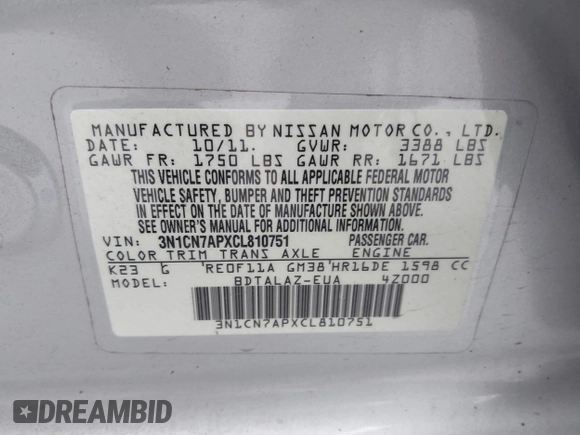 MANUFACTURED BY NISSAN MOTOR CO., LTD.
DATE: 10/11. GVWR: 3388 LBS
GAWR FR: 1750 LBS GAWR RR: 1671 LBS
THIS VEHICLE CONFORMS TO ALL APPLICABLE FEDERAL MOTOR
VEHICLE SAFETY, BUMPER AND THEFT PREVENTION STANDARDS
IN EFFECT ON THE DATE OF MANUFACTURE SHOWN ABOVE.
SEE OWNER'S MANUAL FOR ADDITIONAL INFORMATION.
VIN: 3N1CN7APXCL810751 PASSENGER CAR.
COLOR TRIM TRANS AXLE ENGINE
K23 G RE0F11A GM38 HR16DE 1598 CC
MODEL: BDTALAZ-EUA 4Z000
3N1CN7APXCL810751
DREAMBID